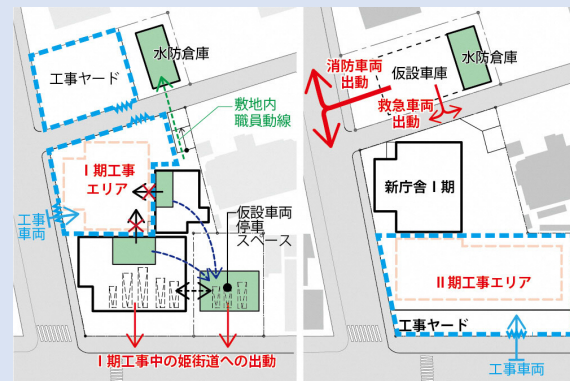 水防倉庫
工事ヤード
敷地内
職員動線
Ⅰ期工事
エリア
工事
車両
仮設車両
停車
スペース
Ⅰ期工事中の姫街道への出動
消防車両
出動
仮設車庫
水防倉庫
救急車両
出動
新庁舎Ⅰ期
Ⅱ期工事エリア
工事ヤード
工事車両